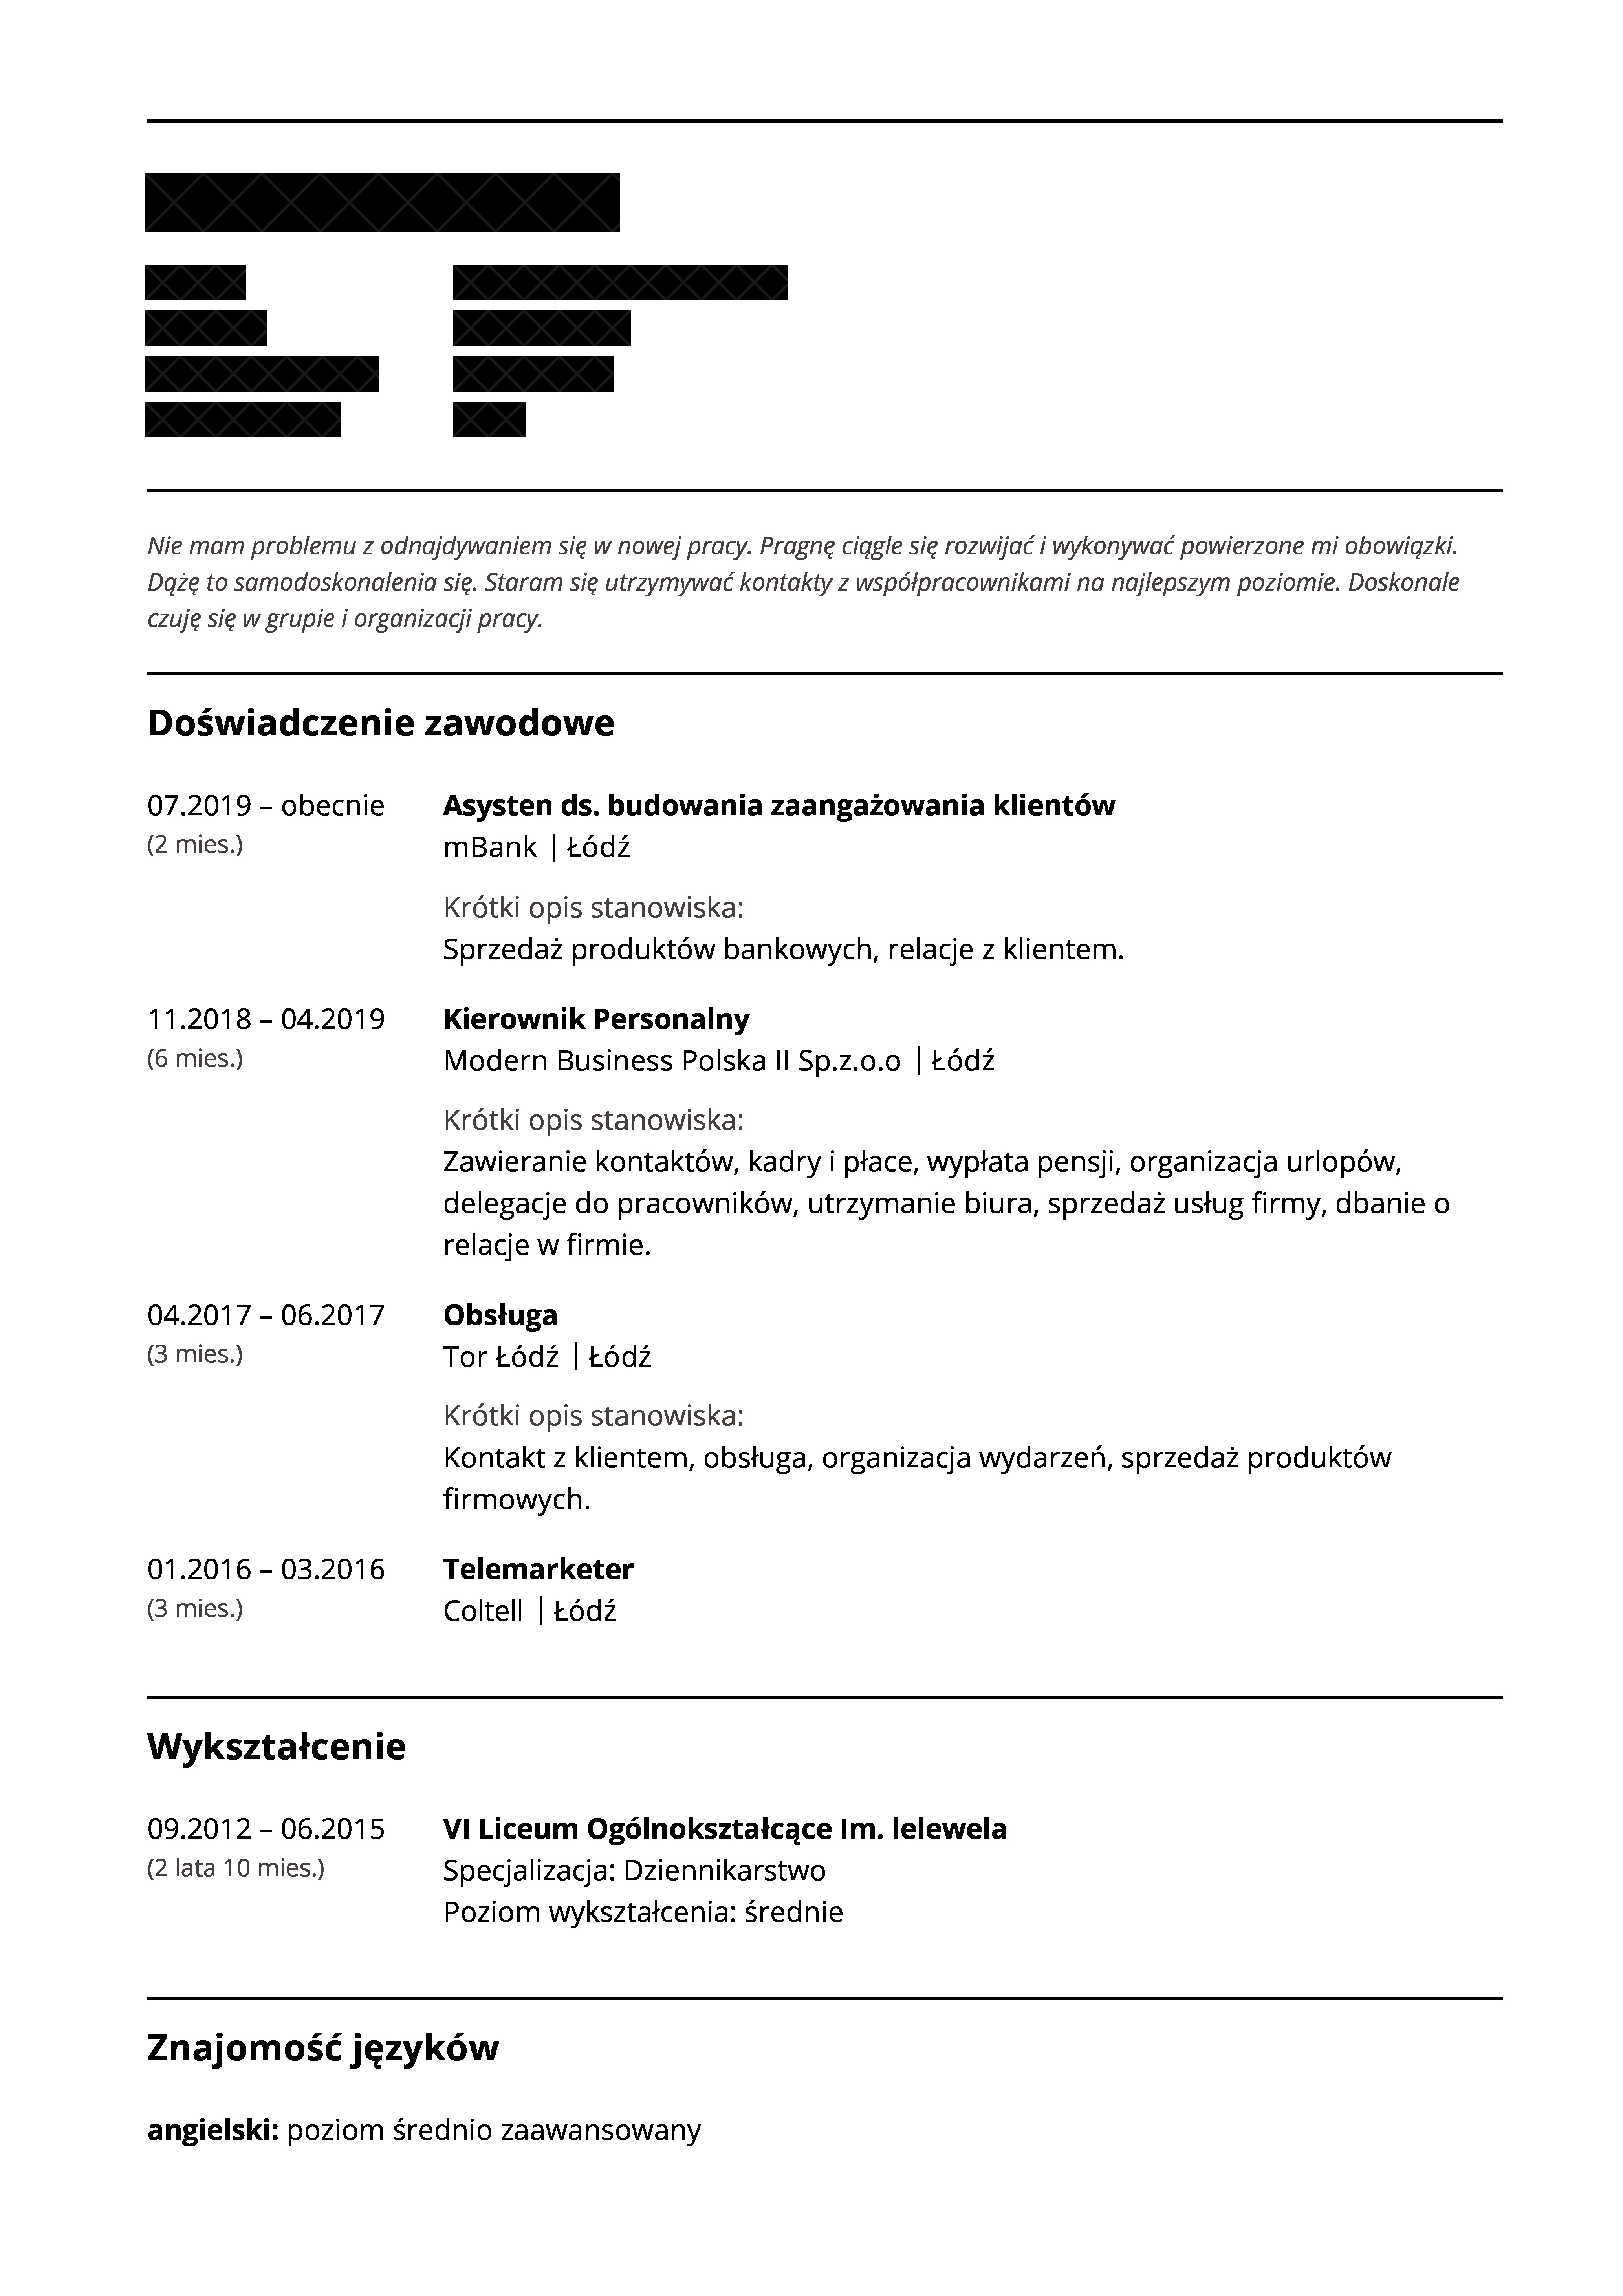 Nie mam problemu z odnajdywaniem się w nowej pracy. Pragnę ciągle się rozwijać i wykonywać powierzone mi obowiązki.
Dążę to samodoskonalenia się. Staram się utrzymywać kontakty z współpracownikami na najlepszym poziomie. Doskonale
czuję się w grupie i organizacji pracy.
Doświadczenie zawodowe
07.2019 – obecnie Asysten ds. budowania zaangażowania klientów
(2 mies.) mBank | Łódź
Krótki opis stanowiska:
Sprzedaż produktów bankowych, relacje z klientem.
11.2018 – 04.2019 Kierownik Personalny
(6 mies.) Modern Business Polska II Sp.z.o.o | Łódź
Krótki opis stanowiska:
Zawieranie kontaktów, kadry i płace, wypłata pensji, organizacja urlopów,
delegacje do pracowników, utrzymanie biura, sprzedaż usług firmy, dbanie o
relacje w firmie.
04.2017 – 06.2017 Obsługa
(3 mies.) Tor Łódź | Łódź
Krótki opis stanowiska:
Kontakt z klientem, obsługa, organizacja wydarzeń, sprzedaż produktów
firmowych.
01.2016 – 03.2016 Telemarketer
(3 mies.) Coltell | Łódź
Wykształcenie
09.2012 – 06.2015 VI Liceum Ogólnokształcące Im. lelewela
(2 lata 10 mies.) Specjalizacja: Dziennikarstwo
Poziom wykształcenia: średnie
Znajomość języków
angielski: poziom średnio zaawansowany